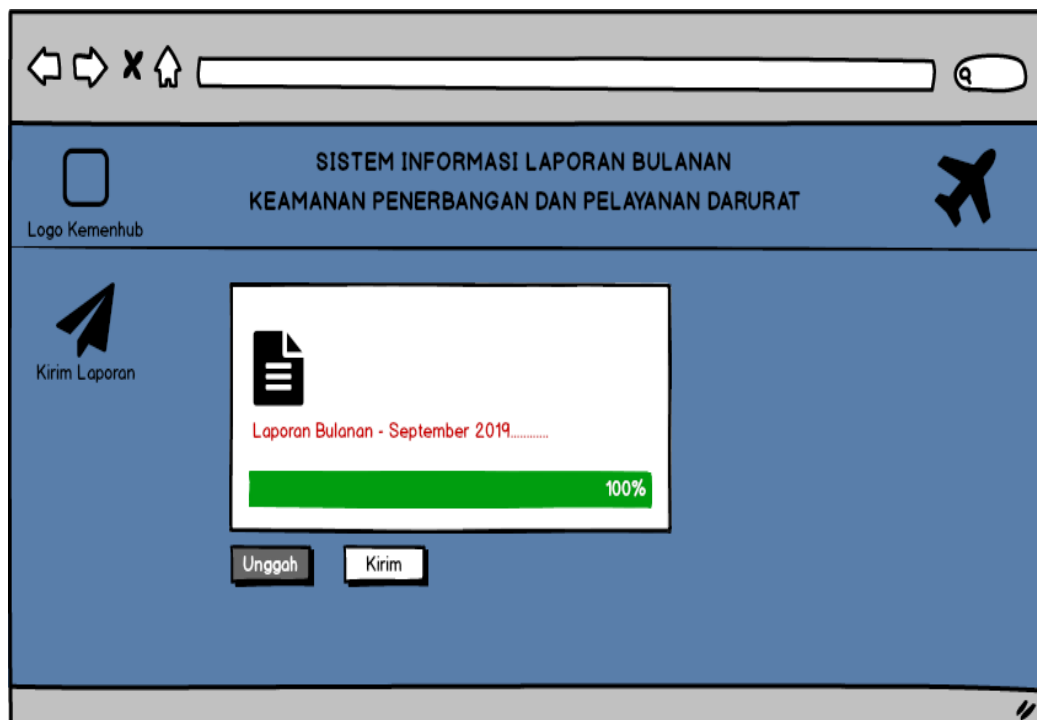 SISTEM INFORMASI LAPORAN BULANAN
KEAMANAN PENERBANGAN DAN PELAYANAN DARURAT
Logo Kemenhub
Kirim Laporan
Laporan Bulanan - September 2019............
100%
Unggah
Kirim